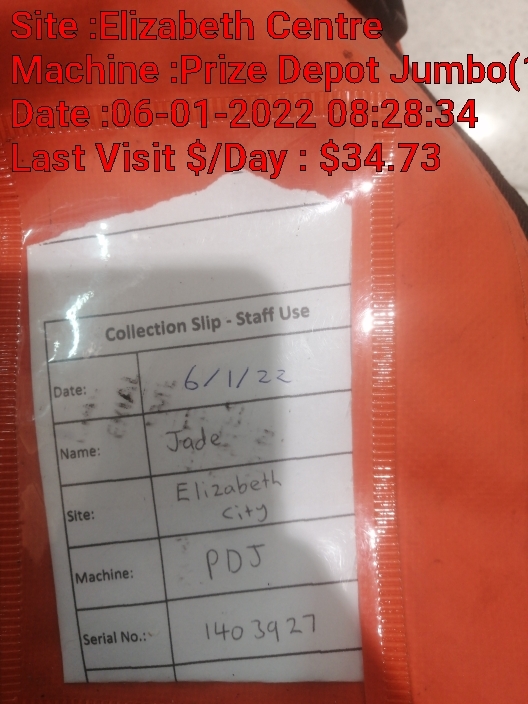 Site :Elizabeth Centre
Machine :Prize Depot Jumbo(
Date :06-01-2022 08:28:34
Last Visit $/Day : $34.73
Collection Slip - Staff Use
Date: 6/1/22
Name: Jade
Site: Elizabeth
City
Machine: PDJ
Serial No.: 1403927